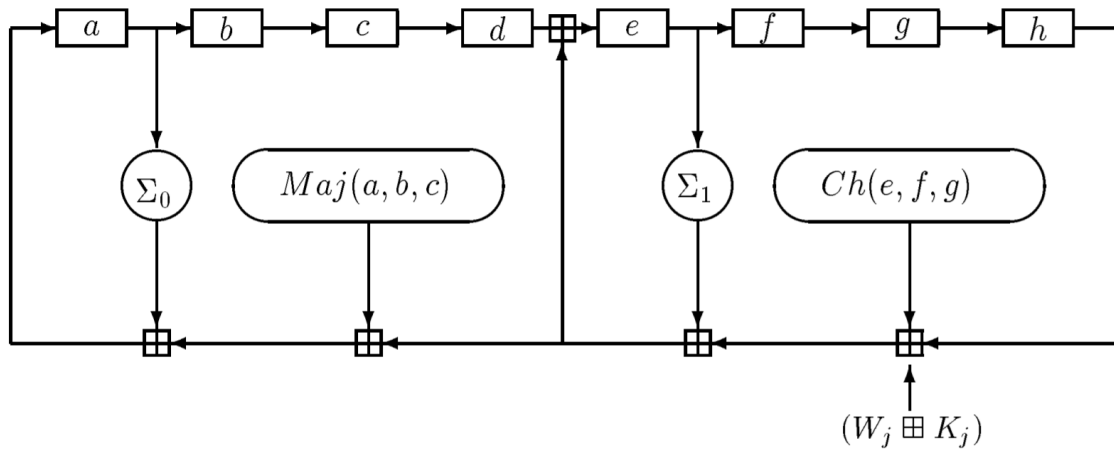 a b c d e f g h
Σ₀ Maj(a, b, c) Σ₁ Ch(e, f, g)
(Wⱼ ⊞ Kⱼ)